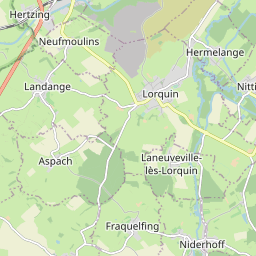 Hertzing
Neufmoulins
Hermelange
Landange
Lorquin
Nitti
Aspach
Laneuveville-
lès-Lorquin
Fraquelfing
Niderhoff